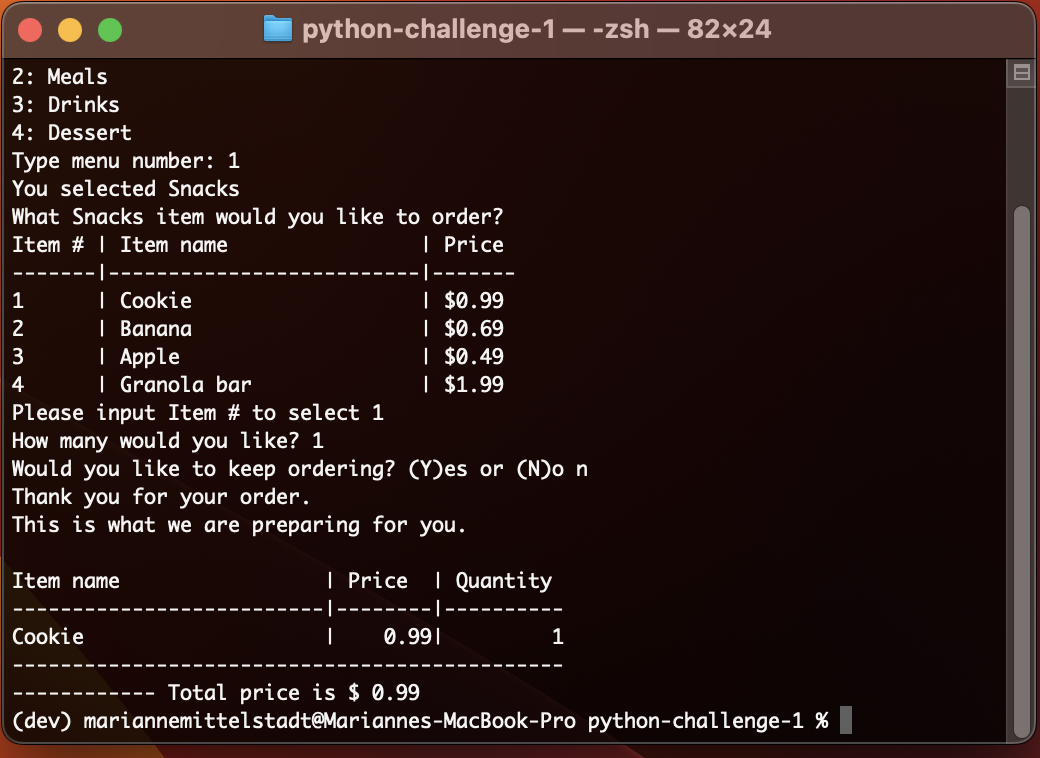 python-challenge-1 — -zsh — 82×24
2: Meals
3: Drinks
4: Dessert
Type menu number: 1
You selected Snacks
What Snacks item would you like to order?
Item # | Item name                | Price
-------|--------------------------|-------
1      | Cookie                   | $0.99
2      | Banana                   | $0.69
3      | Apple                    | $0.49
4      | Granola bar              | $1.99
Please input Item # to select 1
How many would you like? 1
Would you like to keep ordering? (Y)es or (N)o n
Thank you for your order.
This is what we are preparing for you.

Item name                 | Price  | Quantity
--------------------------|--------|----------
Cookie                    |    0.99|         1
----------------------------------------------
------------ Total price is $ 0.99
(dev) mariannemittelstadt@Mariannes-MacBook-Pro python-challenge-1 %